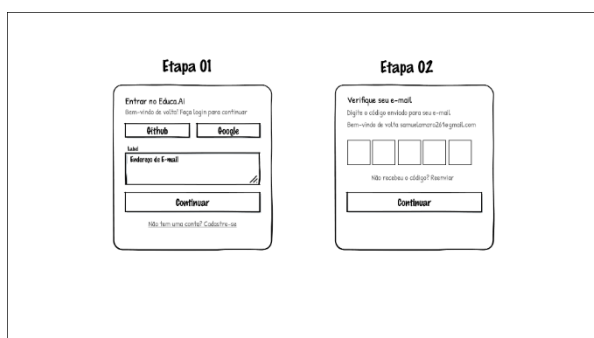 Etapa 01
Entrar no Educa.AI
Bem-vindo de volta! Faça login para continuar
Github
Google
Label
Endereço de E-mail
Continuar
Não tem uma conta? Cadastre-se
Etapa 02
Verifique seu e-mail
Digite o código enviado para seu e-mail
Bem-vindo de volta
Não recebeu o código? Reenviar
Continuar